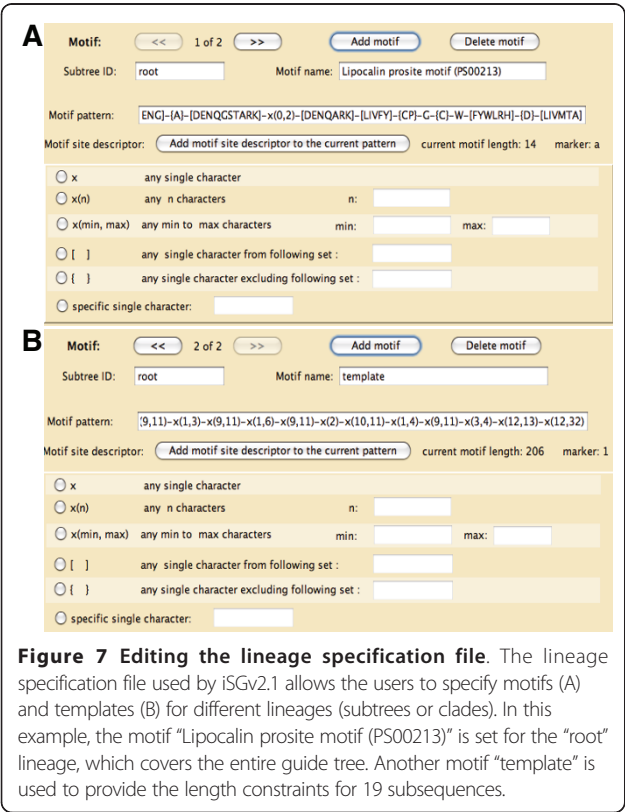 A
Motif: << 1 of 2 >> Add motif Delete motif
Subtree ID: root Motif name: Lipocalin prosite motif (PS00213)
Motif pattern: ENG]-{A}-[DENQGSTARK]-x(0,2)-[DENQARK]-[LIVFY]-{CP}-G-{C}-W-[FYWLRH]-{D}-[LIVMTA]
Motif site descriptor: Add motif site descriptor to the current pattern current motif length: 14 marker: a
x any single character
x(n) any n characters n:
x(min, max) any min to max characters min: max:
[ ] any single character from following set :
{ } any single character excluding following set :
specific single character:
B
Motif: << 2 of 2 >> Add motif Delete motif
Subtree ID: root Motif name: template
Motif pattern: (9,11)-x(1,3)-x(9,11)-x(1,6)-x(9,11)-x(2)-x(10,11)-x(1,4)-x(9,11)-x(3,4)-x(12,13)-x(12,32)
Motif site descriptor: Add motif site descriptor to the current pattern current motif length: 206 marker: 1
x any single character
x(n) any n characters n:
x(min, max) any min to max characters min: max:
[ ] any single character from following set :
{ } any single character excluding following set :
specific single character:
Figure 7 Editing the lineage specification file. The lineage
specification file used by iSGv2.1 allows the users to specify motifs (A)
and templates (B) for different lineages (subtrees or clades). In this
example, the motif “Lipocalin prosite motif (PS00213)” is set for the “root”
lineage, which covers the entire guide tree. Another motif “template” is
used to provide the length constraints for 19 subsequences.